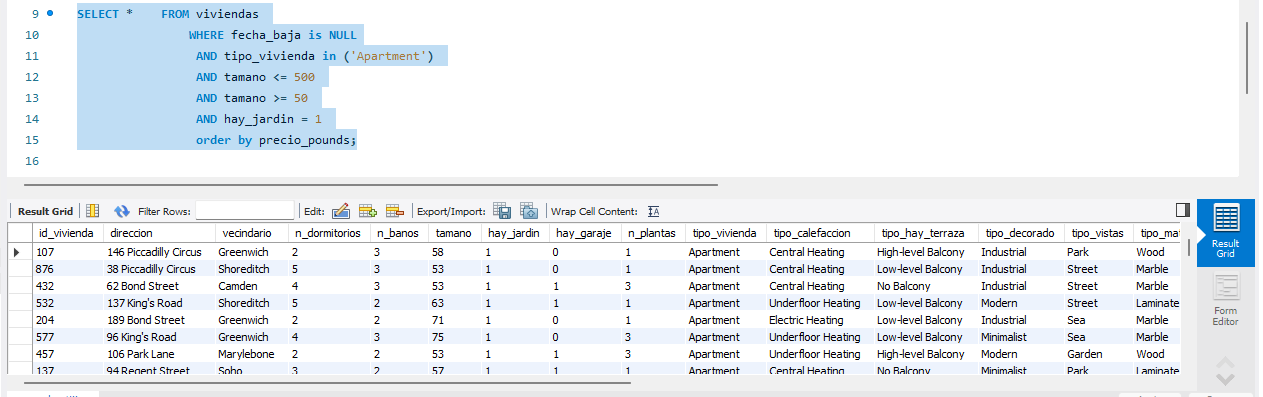 9 SELECT * FROM viviendas
10 WHERE fecha_baja is NULL
11 AND tipo_vivienda in ('Apartment')
12 AND tamano <= 500
13 AND tamano >= 50
14 AND hay_jardin = 1
15 order by precio_pounds;
16
Result Grid Filter Rows: Edit: Export/Import: Wrap Cell Content:
id_vivienda direccion vecindario n_dormitorios n_banos tamano hay_jardin hay_garaje n_plantas tipo_vivienda tipo_calefaccion tipo_hay_terraza tipo_decorado tipo_vistas tipo_ma
107 146 Piccadilly Circus Greenwich 2 3 58 1 0 1 Apartment Central Heating High-level Balcony Industrial Park Wood
876 38 Piccadilly Circus Shoreditch 5 3 53 1 0 1 Apartment Central Heating Low-level Balcony Industrial Street Marble
432 62 Bond Street Camden 4 3 53 1 1 3 Apartment Central Heating No Balcony Industrial Street Marble
532 137 King's Road Shoreditch 5 2 63 1 1 1 Apartment Underfloor Heating Low-level Balcony Modern Street Laminate
204 189 Bond Street Greenwich 2 2 71 1 0 1 Apartment Electric Heating Low-level Balcony Industrial Sea Marble
577 96 King's Road Greenwich 4 3 75 1 0 3 Apartment Underfloor Heating Low-level Balcony Minimalist Sea Marble
457 106 Park Lane Marylebone 2 2 53 1 1 3 Apartment Underfloor Heating High-level Balcony Modern Garden Wood
137 94 Regent Street Soho 3 2 57 1 1 1 Apartment Central Heating No Balcony Minimalist Park Laminate
Result
Grid
Form
Editor